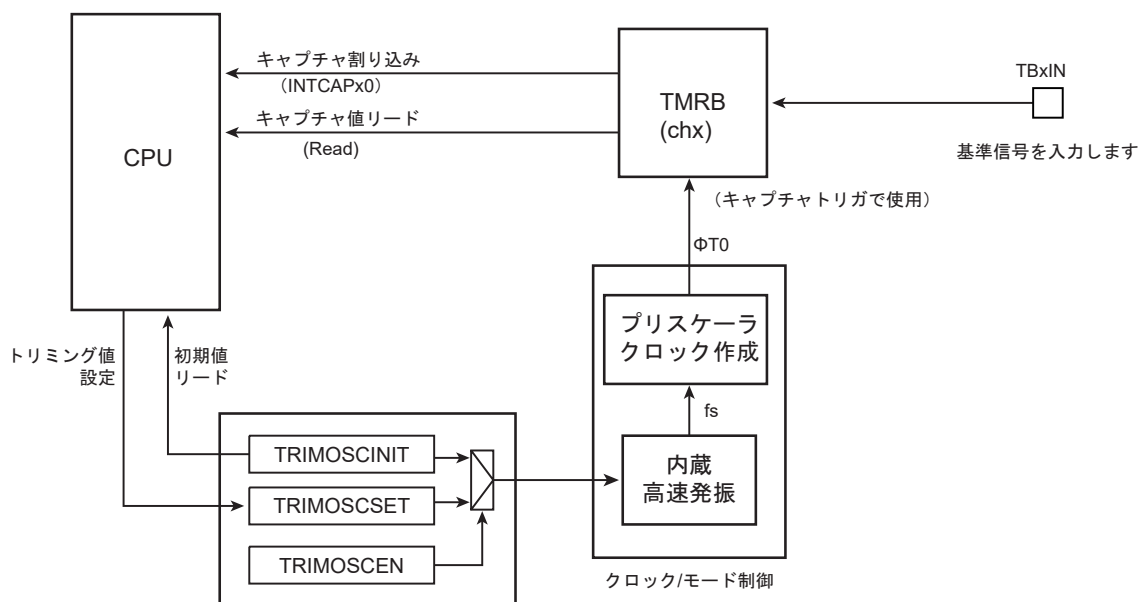 キャプチャ割り込み
（INTCAPx0）
キャプチャ値リード
(Read)
CPU
TMRB
(chx)
TBxIN
基準信号を入力します
（キャプチャトリガで使用）
ΦT0
プリスケーラ
クロック作成
fs
内蔵
高速発振
クロック/モード制御
トリミング値
設定
初期値
リード
TRIMOSCINIT
TRIMOSCSET
TRIMOSCEN